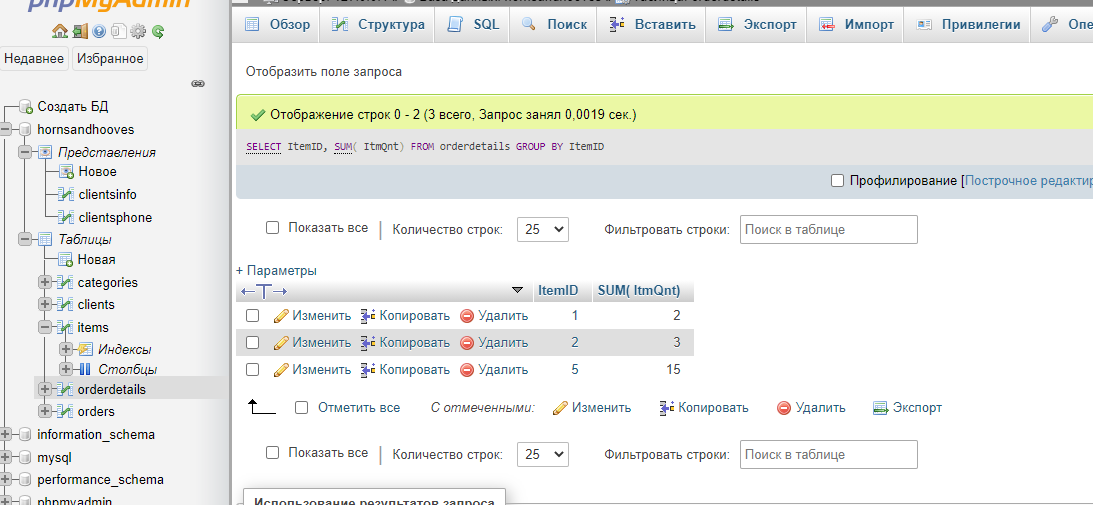 phpMyAdmin
Недавнее Избранное
Создать БД
hornsandhooves
Представления
Новое
clientsinfo
clientsphone
Таблицы
Новая
categories
clients
items
Индексы
Столбцы
orderdetails
orders
information_schema
mysql
performance_schema
phpmyadmin
Обзор Структура SQL Поиск Вставить Экспорт Импорт Привилегии Опе
Отобразить поле запроса
Отображение строк 0 - 2 (3 всего, Запрос занял 0,0019 сек.)
SELECT ItemID, SUM( ItmQnt) FROM orderdetails GROUP BY ItemID
Профилирование [Построчное редактир
Показать все | Количество строк: 25 Фильтровать строки: Поиск в таблице
+ Параметры
←T→ ItemID SUM( ItmQnt)
Изменить Копировать Удалить 1 2
Изменить Копировать Удалить 2 3
Изменить Копировать Удалить 5 15
Отметить все С отмеченными: Изменить Копировать Удалить Экспорт
Показать все | Количество строк: 25 Фильтровать строки: Поиск в таблице
Использование результатов запроса